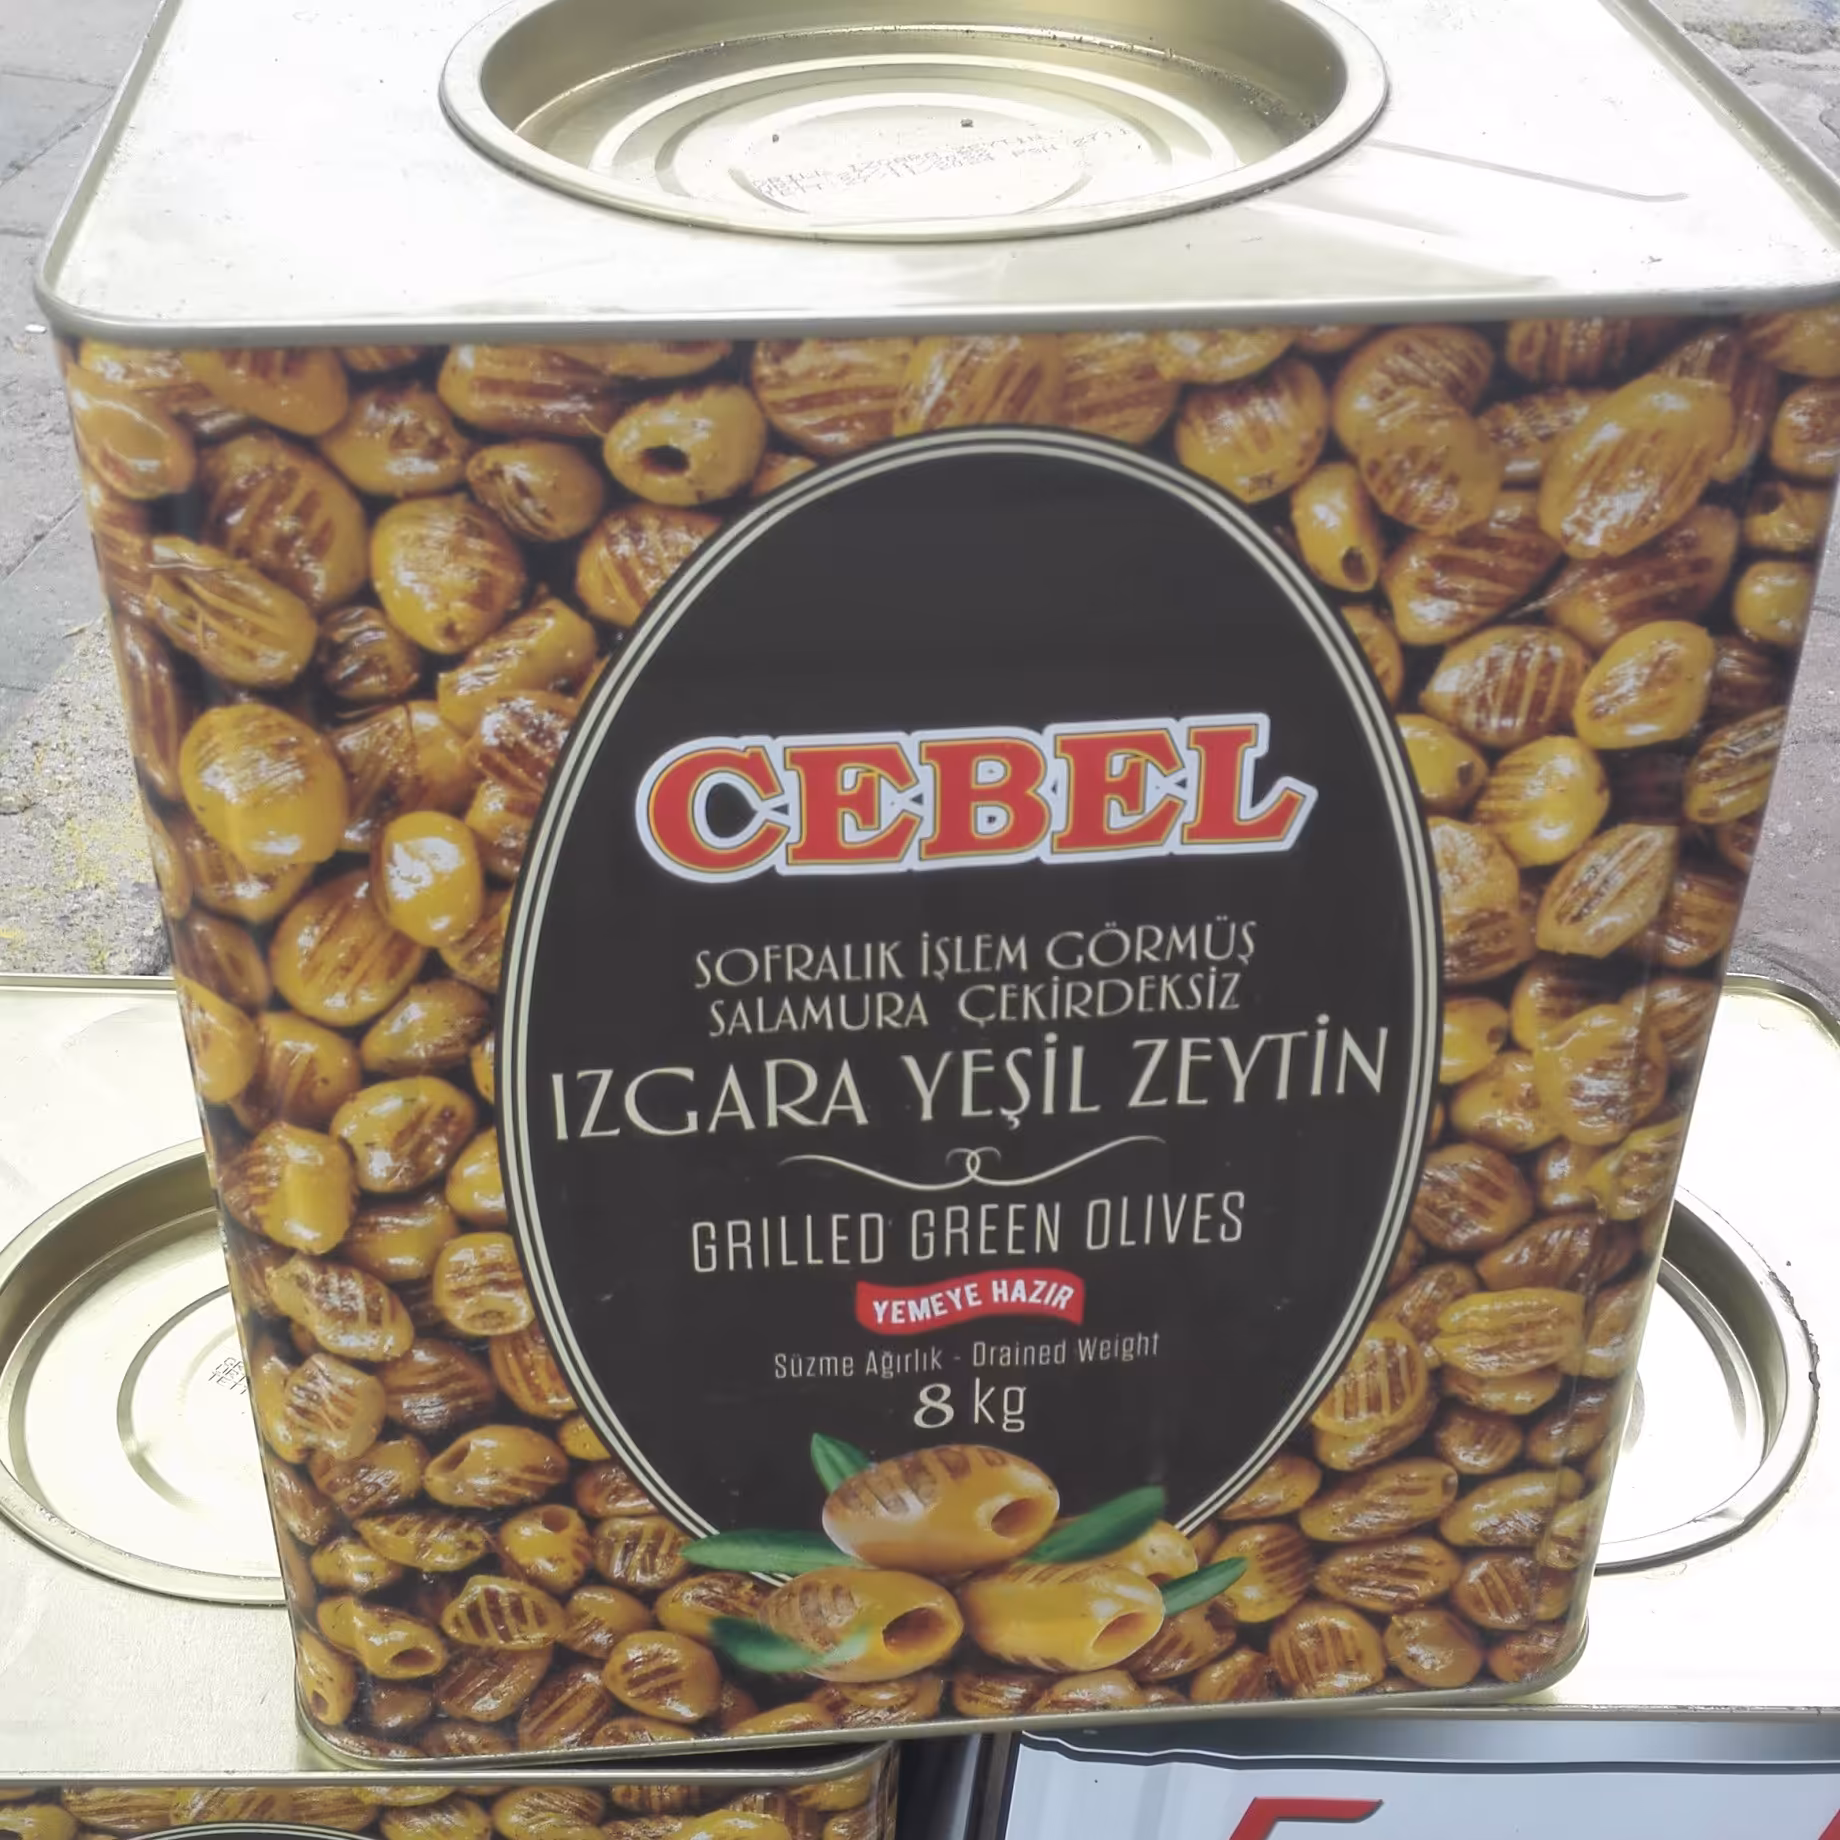 CEBEL
SOFRALIK İŞLEM GÖRMÜŞ
SALAMURA ÇEKİRDEKSİZ
IZGARA YEŞİL ZEYTİN
GRILLED GREEN OLIVES
YEMEYE HAZIR
Süzme Ağırlık - Drained Weight
8 kg